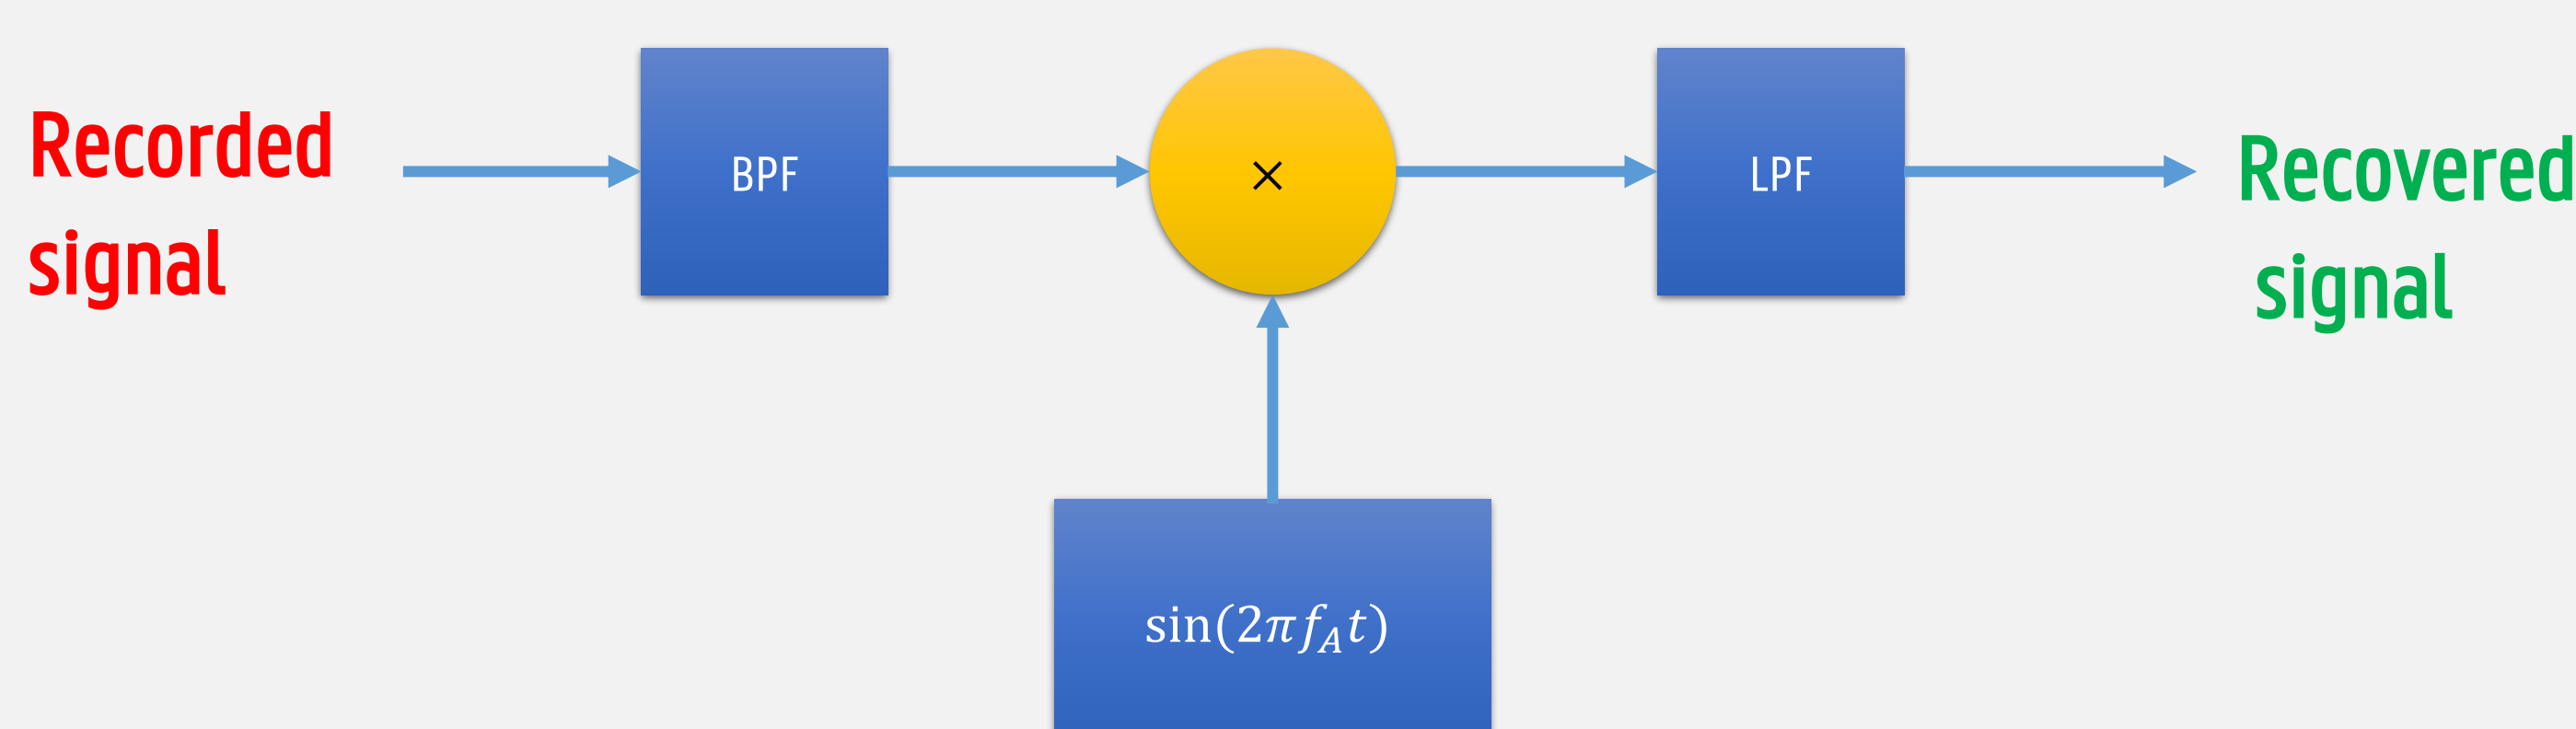 Recorded
signal
BPF
×
LPF
Recovered
signal
sin(2πf_A t)